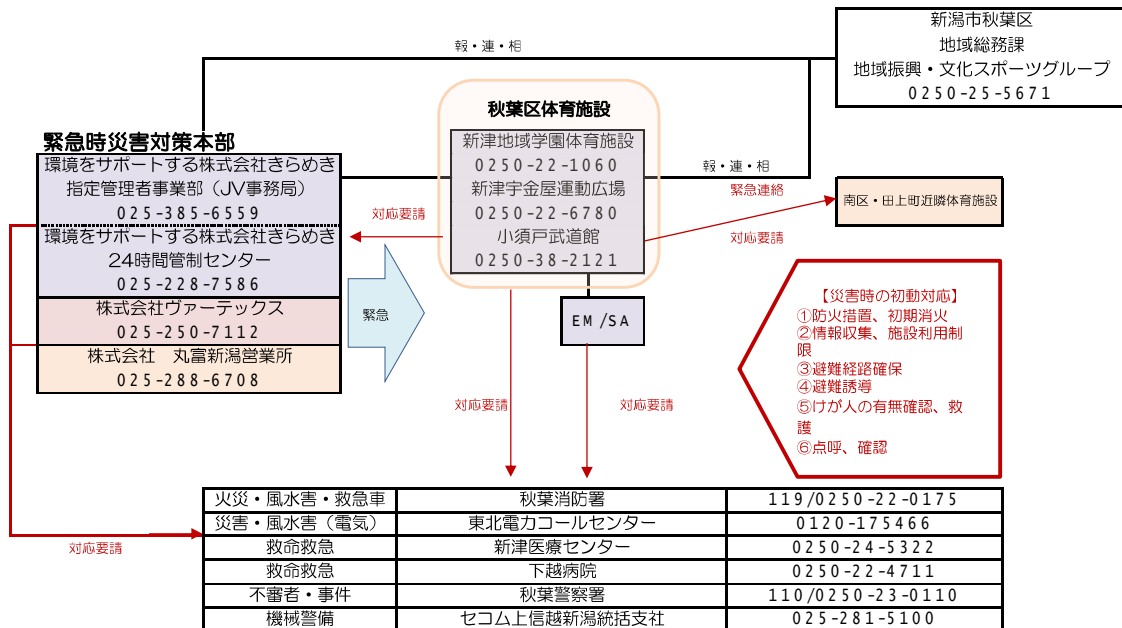 新潟市秋葉区
地域総務課
地域振興・文化スポーツグループ
0250-25-5671
報・連・相
秋葉区体育施設
新津地域学園体育施設
0250-22-1060
新津宇金屋運動広場
0250-22-6780
小須戸武道館
0250-38-2121
緊急時災害対策本部
環境をサポートする株式会社きらめき
指定管理者事業部(JV事務局)
025-385-6559
環境をサポートする株式会社きらめき
24時間管制センター
025-228-7586
株式会社ヴァーテックス
025-250-7112
株式会社 丸富新潟営業所
025-288-6708
対応要請
緊急
報・連・相
緊急連絡
対応要請
南区・田上町近隣体育施設
EM/SA
対応要請
対応要請
【災害時の初動対応】
①防火措置、初期消火
②情報収集、施設利用制
限
③避難経路確保
④避難誘導
⑤けが人の有無確認、救
護
⑥点呼、確認
対応要請
火災・風水害・救急車 秋葉消防署 119/0250-22-0175
災害・風水害(電気) 東北電力コールセンター 0120-175466
救命救急 新津医療センター 0250-24-5322
救命救急 下越病院 0250-22-4711
不審者・事件 秋葉警察署 110/0250-23-0110
機械警備 セコム上信越新潟統括支社 025-281-5100